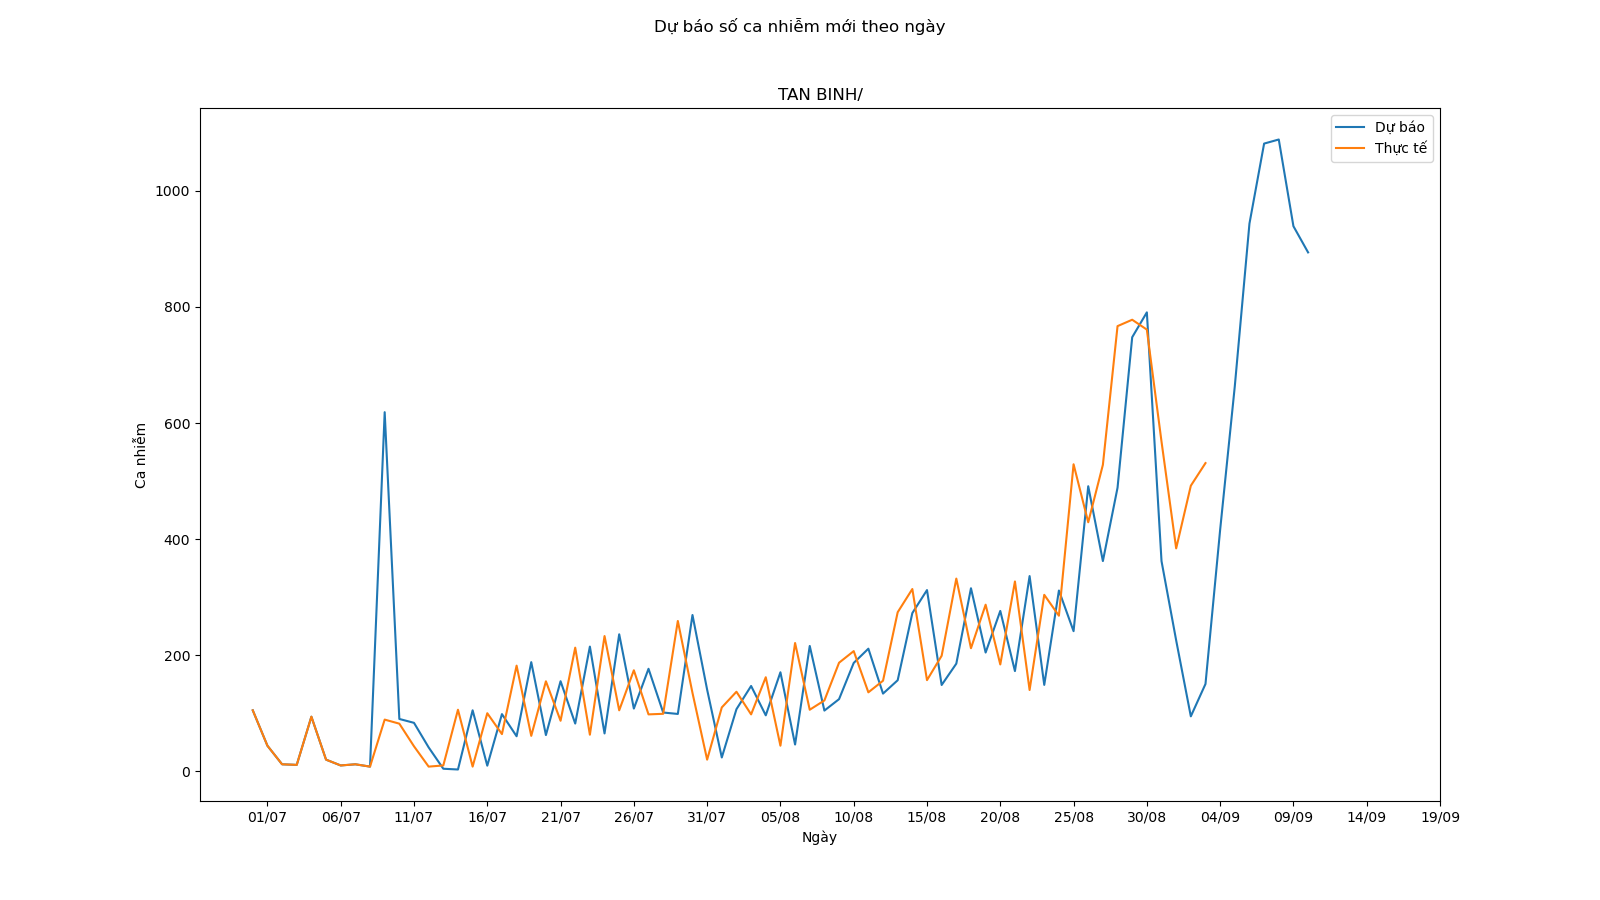 Dự báo số ca nhiễm mới theo ngày
TAN BINH/
Dự báo
Thực tế
1000
800
600
400
200
0
Ca nhiễm
01/07 06/07 11/07 16/07 21/07 26/07 31/07 05/08 10/08 15/08 20/08 25/08 30/08 04/09 09/09 14/09 19/09
Ngày